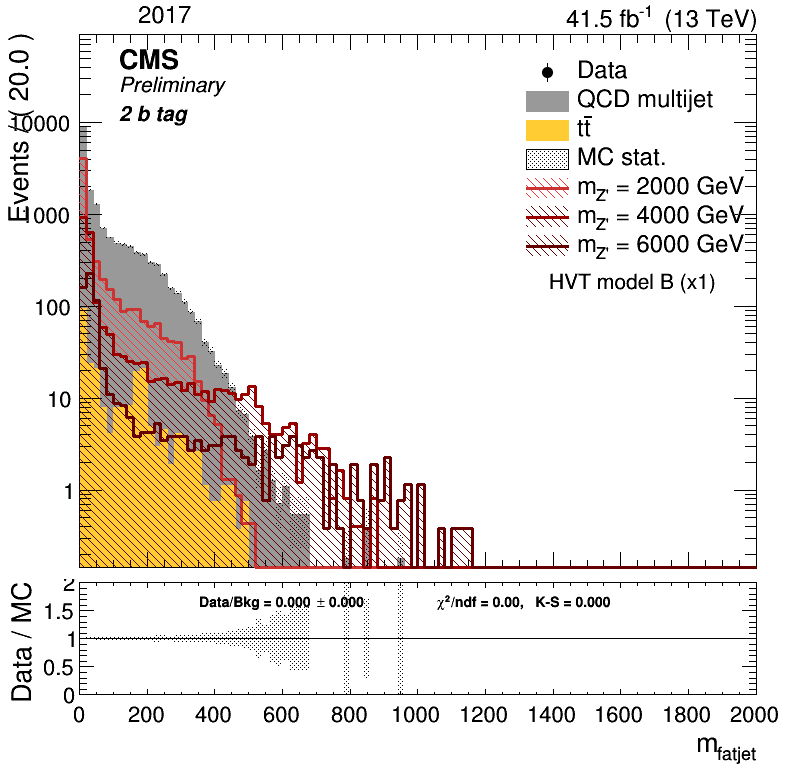 2017
41.5 fb⁻¹ (13 TeV)
CMS
Preliminary
2 b tag
Data
QCD multijet
tt̄
MC stat.
m_Z' = 2000 GeV
m_Z' = 4000 GeV
m_Z' = 6000 GeV
HVT model B (x1)
Events / ( 20.0 )
10000
1000
100
10
1
Data/Bkg = 0.000 ± 0.000
χ²/ndf = 0.00, K-S = 0.000
Data / MC
2
1.5
1
0.5
0
0 200 400 600 800 1000 1200 1400 1600 1800 2000
m_fatjet